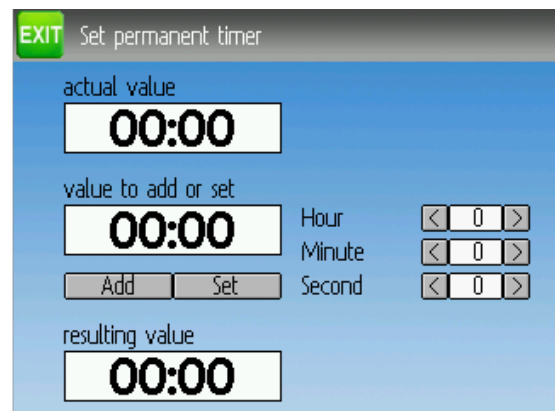 EXIT Set permanent timer
actual value
00:00
value to add or set
00:00
Hour < 0 >
Minute < 0 >
Add Set Second < 0 >
resulting value
00:00